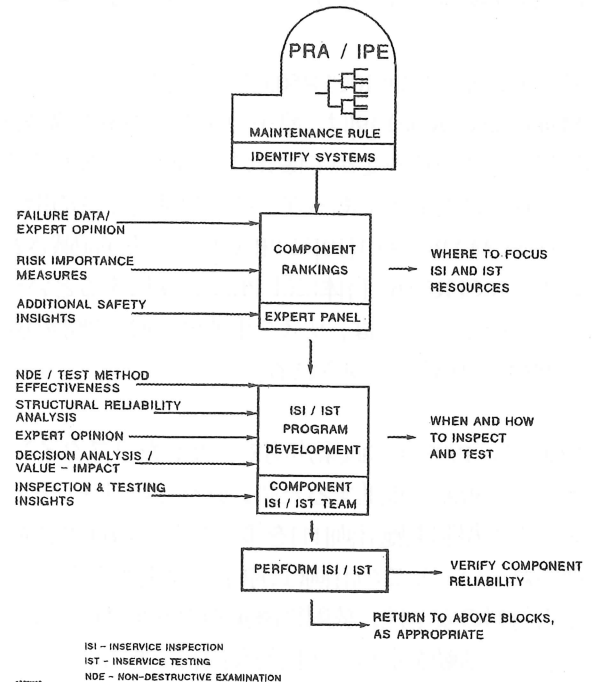 PRA / IPE
MAINTENANCE RULE
IDENTIFY SYSTEMS
FAILURE DATA/
EXPERT OPINION
RISK IMPORTANCE
MEASURES
ADDITIONAL SAFETY
INSIGHTS
COMPONENT
RANKINGS
EXPERT PANEL
WHERE TO FOCUS
ISI AND IST
RESOURCES
NDE / TEST METHOD
EFFECTIVENESS
STRUCTURAL RELIABILITY
ANALYSIS
EXPERT OPINION
DECISION ANALYSIS /
VALUE – IMPACT
INSPECTION & TESTING
INSIGHTS
ISI / IST
PROGRAM
DEVELOPMENT
COMPONENT
ISI / IST TEAM
WHEN AND HOW
TO INSPECT
AND TEST
PERFORM ISI / IST
VERIFY COMPONENT
RELIABILITY
RETURN TO ABOVE BLOCKS,
AS APPROPRIATE
ISI – INSERVICE INSPECTION
IST – INSERVICE TESTING
NDE – NON-DESTRUCTIVE EXAMINATION